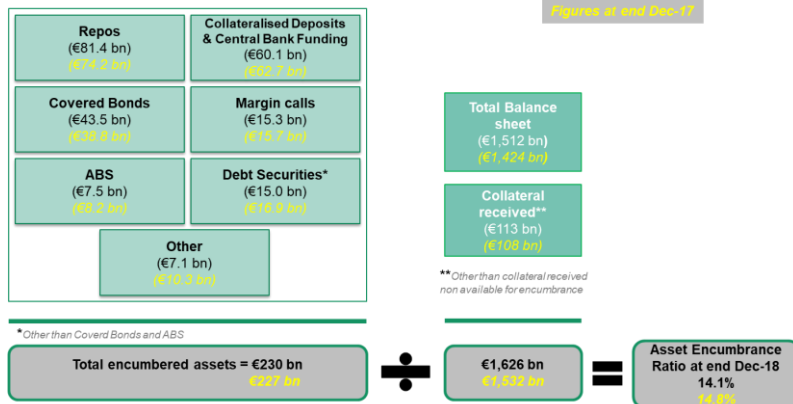 Figures at end Dec-17
Repos
(€81.4 bn)
(€74.2 bn)
Collateralised Deposits
& Central Bank Funding
(€60.1 bn)
(€62.7 bn)
Covered Bonds
(€43.5 bn)
(€38.8 bn)
Margin calls
(€15.3 bn)
(€15.7 bn)
ABS
(€7.5 bn)
(€8.2 bn)
Debt Securities*
(€15.0 bn)
(€16.9 bn)
Other
(€7.1 bn)
(€10.3 bn)
Total Balance
sheet
(€1,512 bn)
(€1,424 bn)
Collateral
received**
(€113 bn)
(€108 bn)
**Other than collateral received
non available for encumbrance
*Other than Coverd Bonds and ABS
Total encumbered assets = €230 bn
€227 bn
÷
€1,626 bn
€1,532 bn
=
Asset Encumbrance
Ratio at end Dec-18
14.1%
14.8%